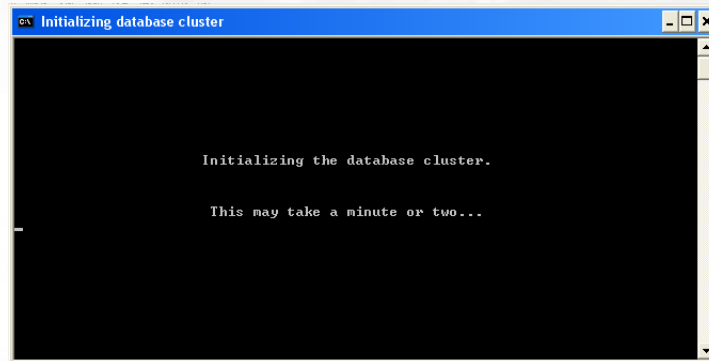 Initializing database cluster
Initializing the database cluster.
This may take a minute or two...